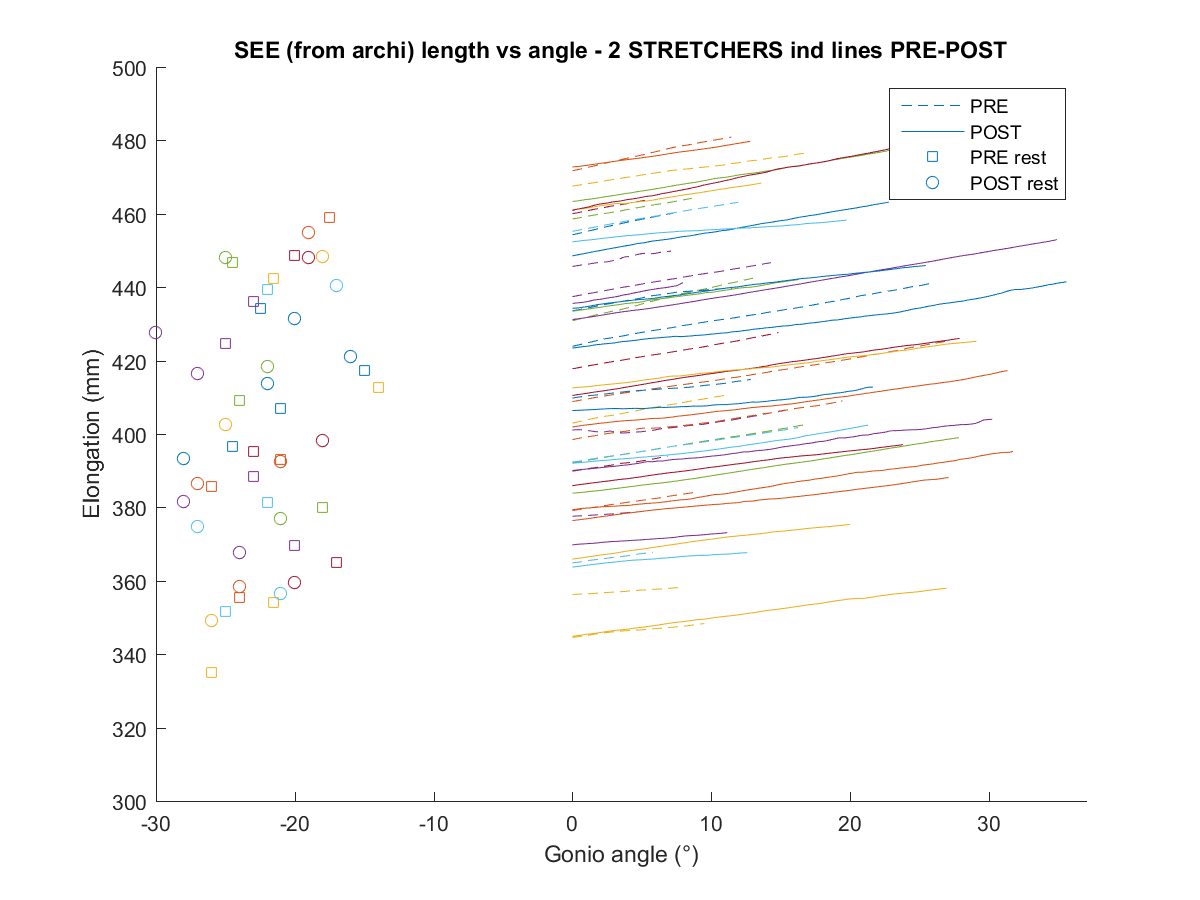 SEE (from archi) length vs angle - 2 STRETCHERS ind lines PRE-POST
500
480
460
440
420
400
380
360
340
320
300
Elongation (mm)
PRE
POST
PRE rest
POST rest
-30
-20
-10
0
10
20
30
Gonio angle (°)